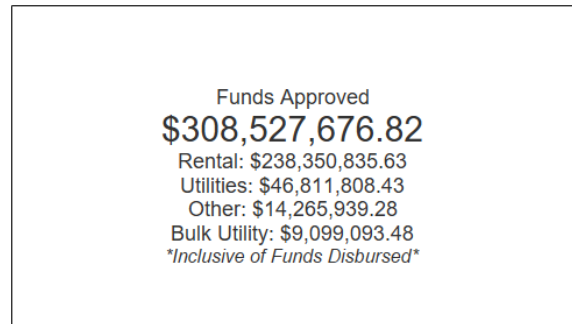 Funds Approved
$308,527,676.82
Rental: $238,350,835.63
Utilities: $46,811,808.43
Other: $14,265,939.28
Bulk Utility: $9,099,093.48
*Inclusive of Funds Disbursed*